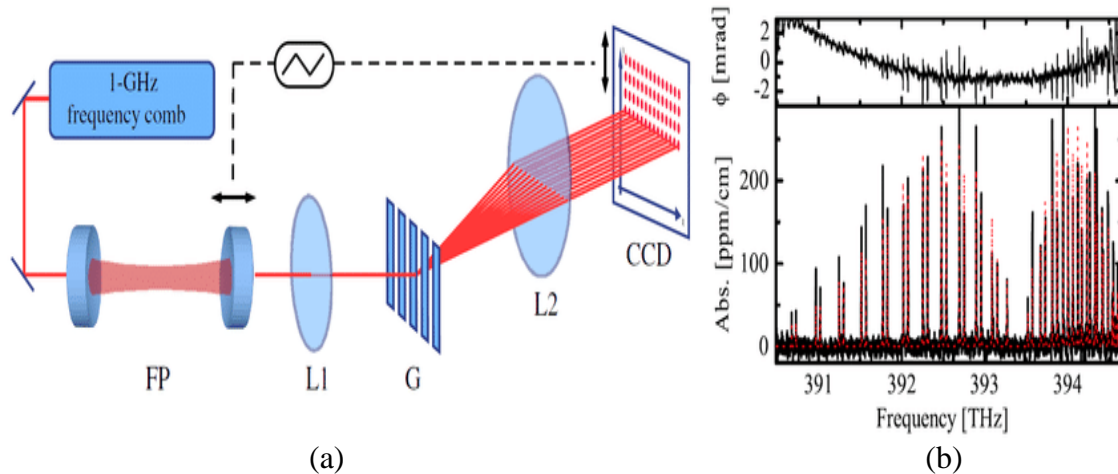 1-GHz
frequency comb
FP
L1
G
L2
CCD
(a)
ϕ [mrad]
2
0
-2
Abs. [ppm/cm]
200
100
0
391 392 393 394
Frequency [THz]
(b)